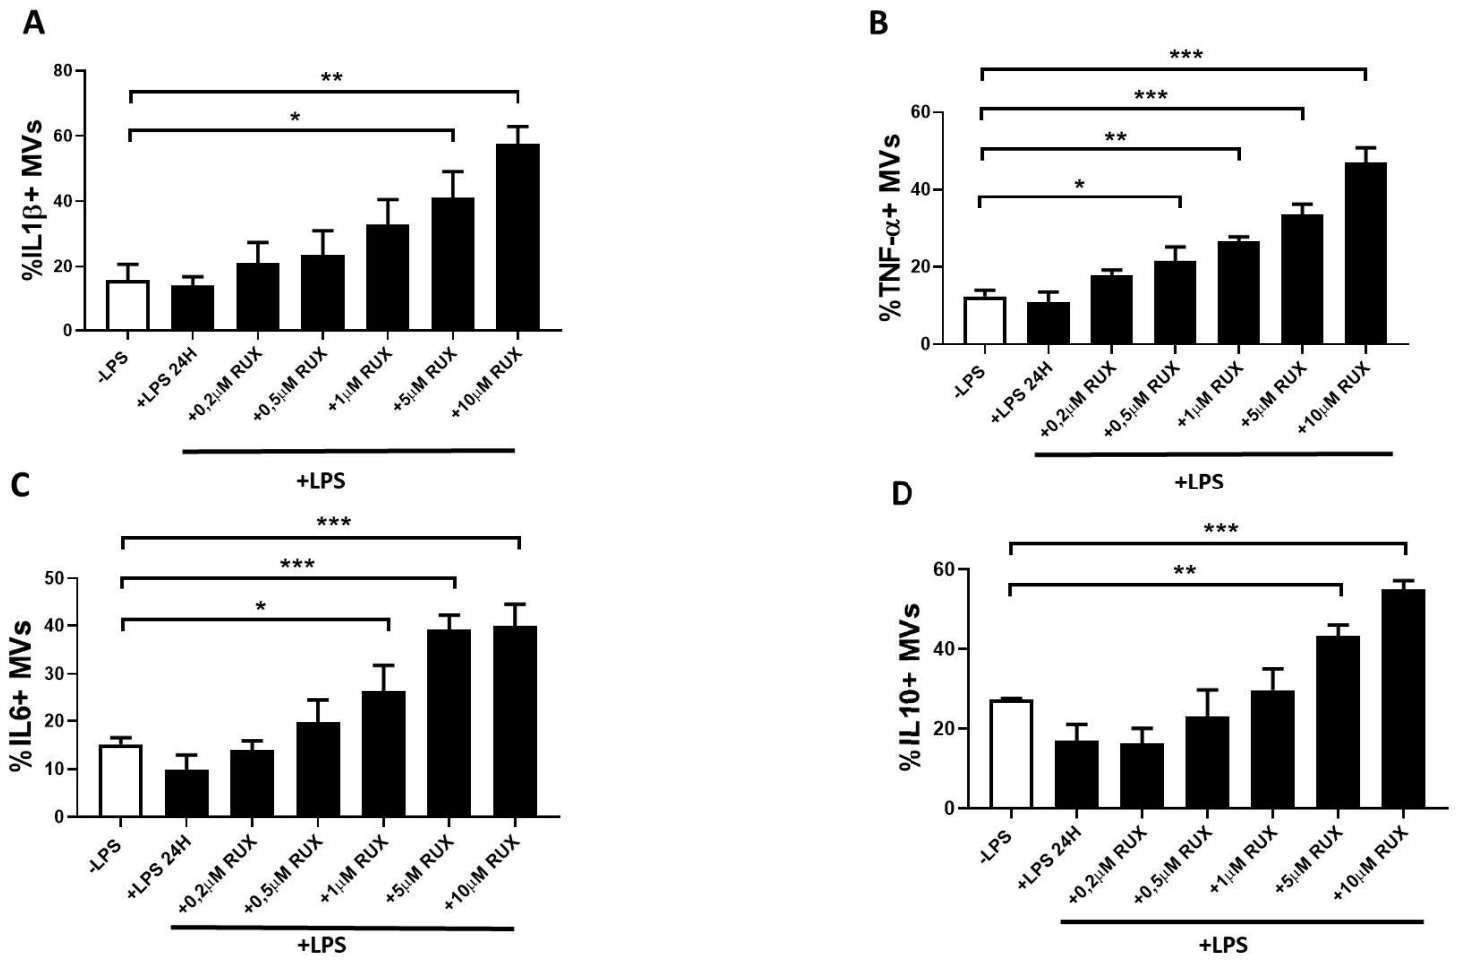 A
%IL1β+ MVs
80
60
40
20
0
**
*
-LPS
+LPS 24H
+0,2μM RUX
+0,5μM RUX
+1μM RUX
+5μM RUX
+10μM RUX
+LPS
B
%TNF-α+ MVs
60
40
20
0
***
***
**
*
-LPS
+LPS 24H
+0,2μM RUX
+0,5μM RUX
+1μM RUX
+5μM RUX
+10μM RUX
+LPS
C
%IL6+ MVs
50
40
30
20
10
0
***
***
*
-LPS
+LPS 24H
+0,2μM RUX
+0,5μM RUX
+1μM RUX
+5μM RUX
+10μM RUX
+LPS
D
%IL10+ MVs
60
40
20
0
***
**
-LPS
+LPS 24H
+0,2μM RUX
+0,5μM RUX
+1μM RUX
+5μM RUX
+10μM RUX
+LPS